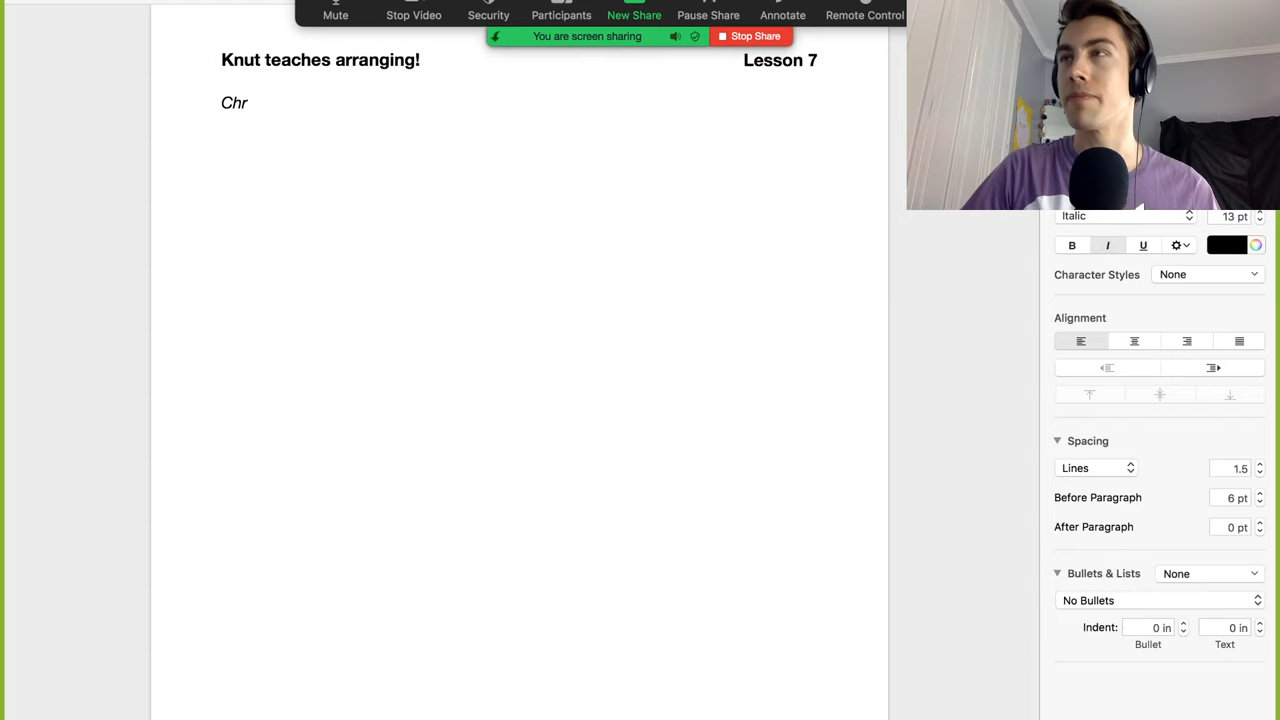 Mute Stop Video Security Participants New Share Pause Share Annotate Remote Control
You are screen sharing Stop Share
Knut teaches arranging! Lesson 7
Chr
Italic 13 pt
B I U
Character Styles None
Alignment
Spacing
Lines 1.5
Before Paragraph 6 pt
After Paragraph 0 pt
Bullets & Lists None
No Bullets
Indent: 0 in 0 in
Bullet Text